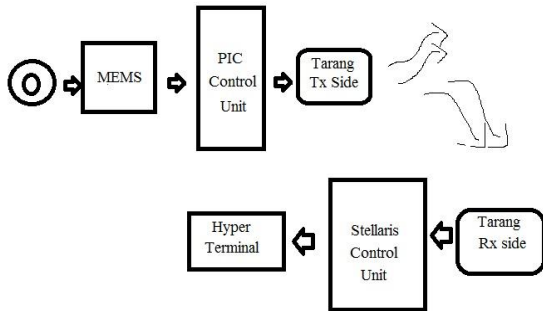 MEMS
PIC
Control
Unit
Tarang
Tx Side
Hyper
Terminal
Stellaris
Control
Unit
Tarang
Rx side